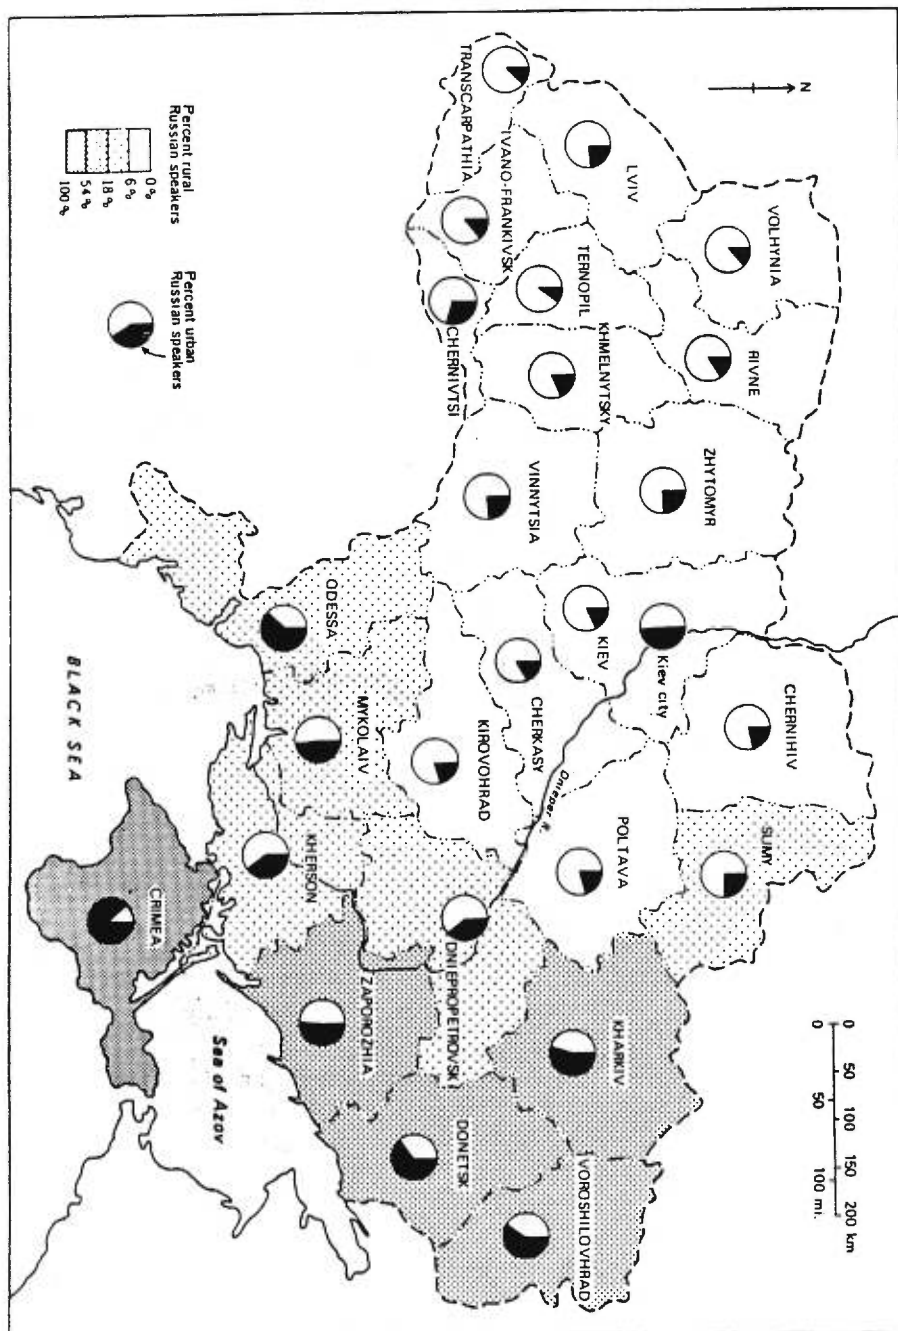 N
VOLHYNIA
RIVNE
LVIV
ZHYTOMYR
TRANSCARPATHIA
IVANO-FRANKIVSK
TERNOPIL
KHMELNYTSKY
CHERNIVTSI
VINNYTSIA
KIEV
Kiev city
CHERNIHIV
SUMY
CHERKASY
POLTAVA
Dnieper R.
KIROVOHRAD
KHARKIV
VOROSHILOVHRAD
DNIEPROPETROVSK
DONETSK
ZAPOROZHIA
ODESSA
MYKOLAIV
KHERSON
CRIMEA
BLACK SEA
Sea of Azov
0 50 100 150 200 km
0 50 100 mi.
Percent rural
Russian speakers
0%
6%
18%
54%
100%
Percent urban
Russian speakers